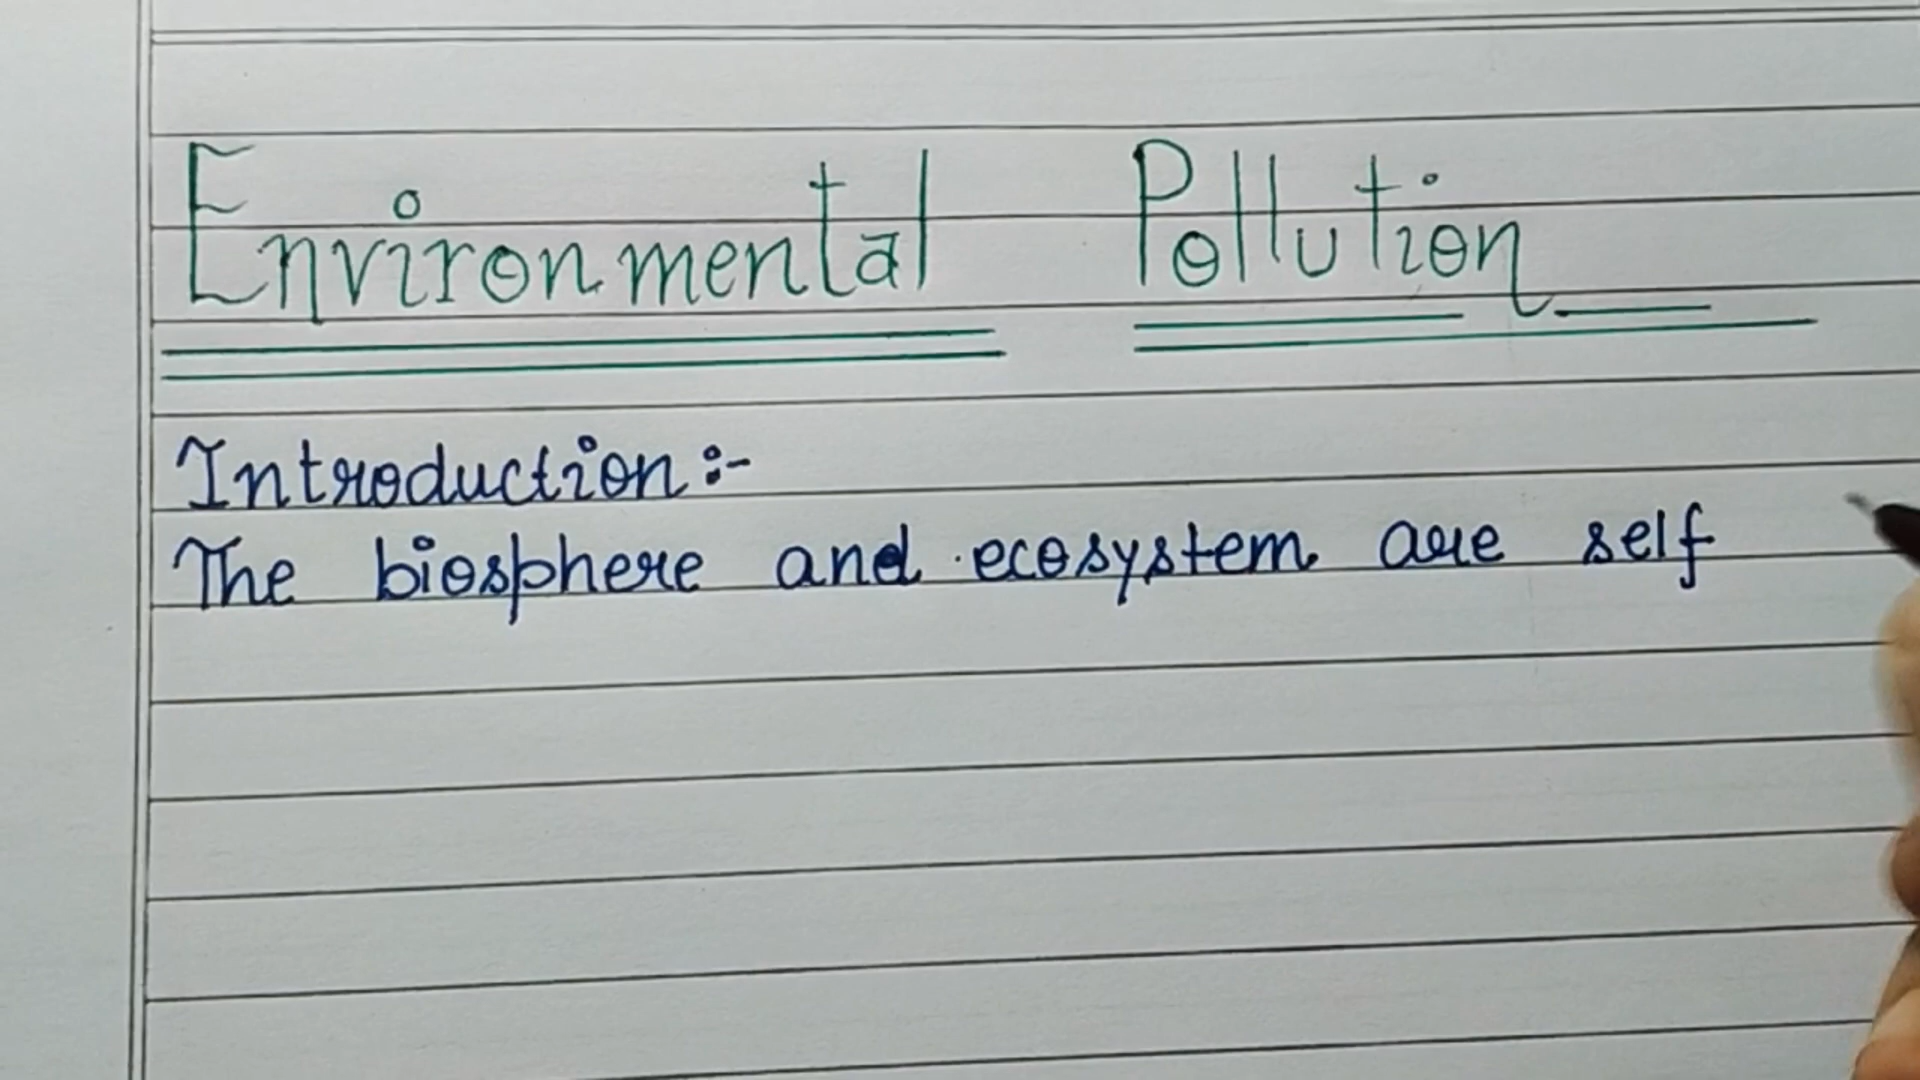 Environmental Pollution
Introduction:-
The biosphere and ecosystem are self